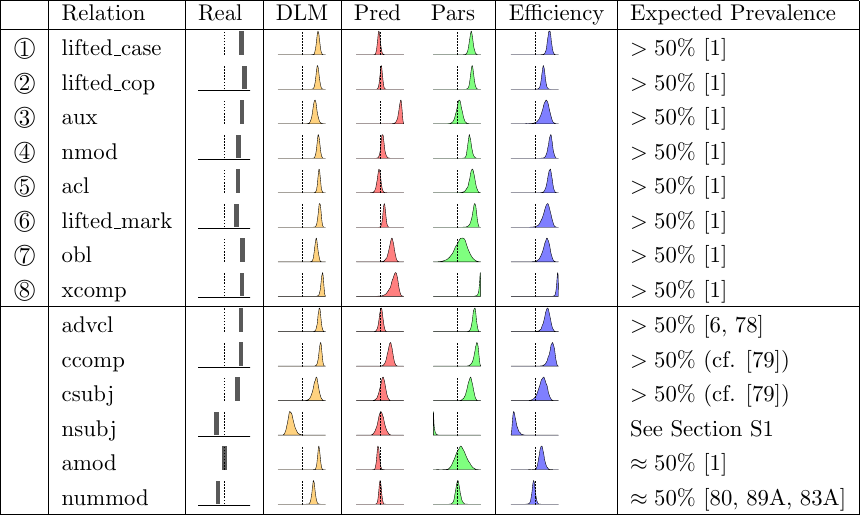 Relation Real DLM Pred Pars Efficiency Expected Prevalence
① lifted_case > 50% [1]
② lifted_cop > 50% [1]
③ aux > 50% [1]
④ nmod > 50% [1]
⑤ acl > 50% [1]
⑥ lifted_mark > 50% [1]
⑦ obl > 50% [1]
⑧ xcomp > 50% [1]
advcl > 50% [6, 78]
ccomp > 50% (cf. [79])
csubj > 50% (cf. [79])
nsubj See Section S1
amod ≈ 50% [1]
nummod ≈ 50% [80, 89A, 83A]